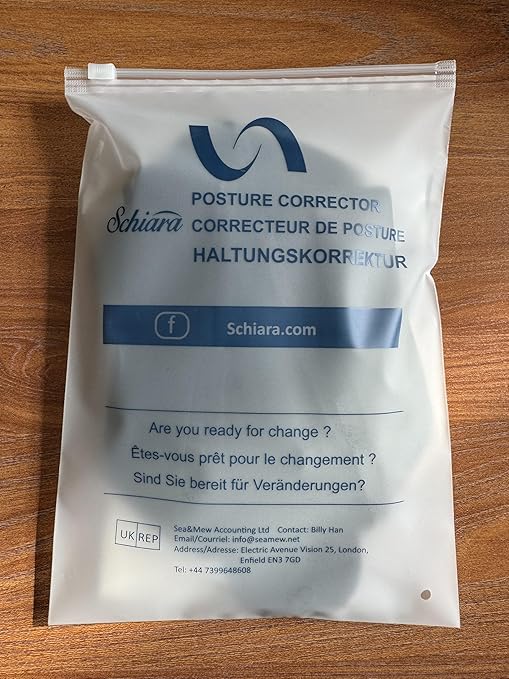 POSTURE CORRECTOR
Schiara CORRECTEUR DE POSTURE
HALTUNGSKORREKTUR
f Schiara.com
Are you ready for change ?
Êtes-vous prêt pour le changement ?
Sind Sie bereit für Veränderungen?
UK REP
Sea&Mew Accounting Ltd Contact: Billy Han
Email/Courriel: info@seamew.net
Address/Adresse: Electric Avenue Vision 25, London,
Enfield EN3 7GD
Tel: +44 7399648608